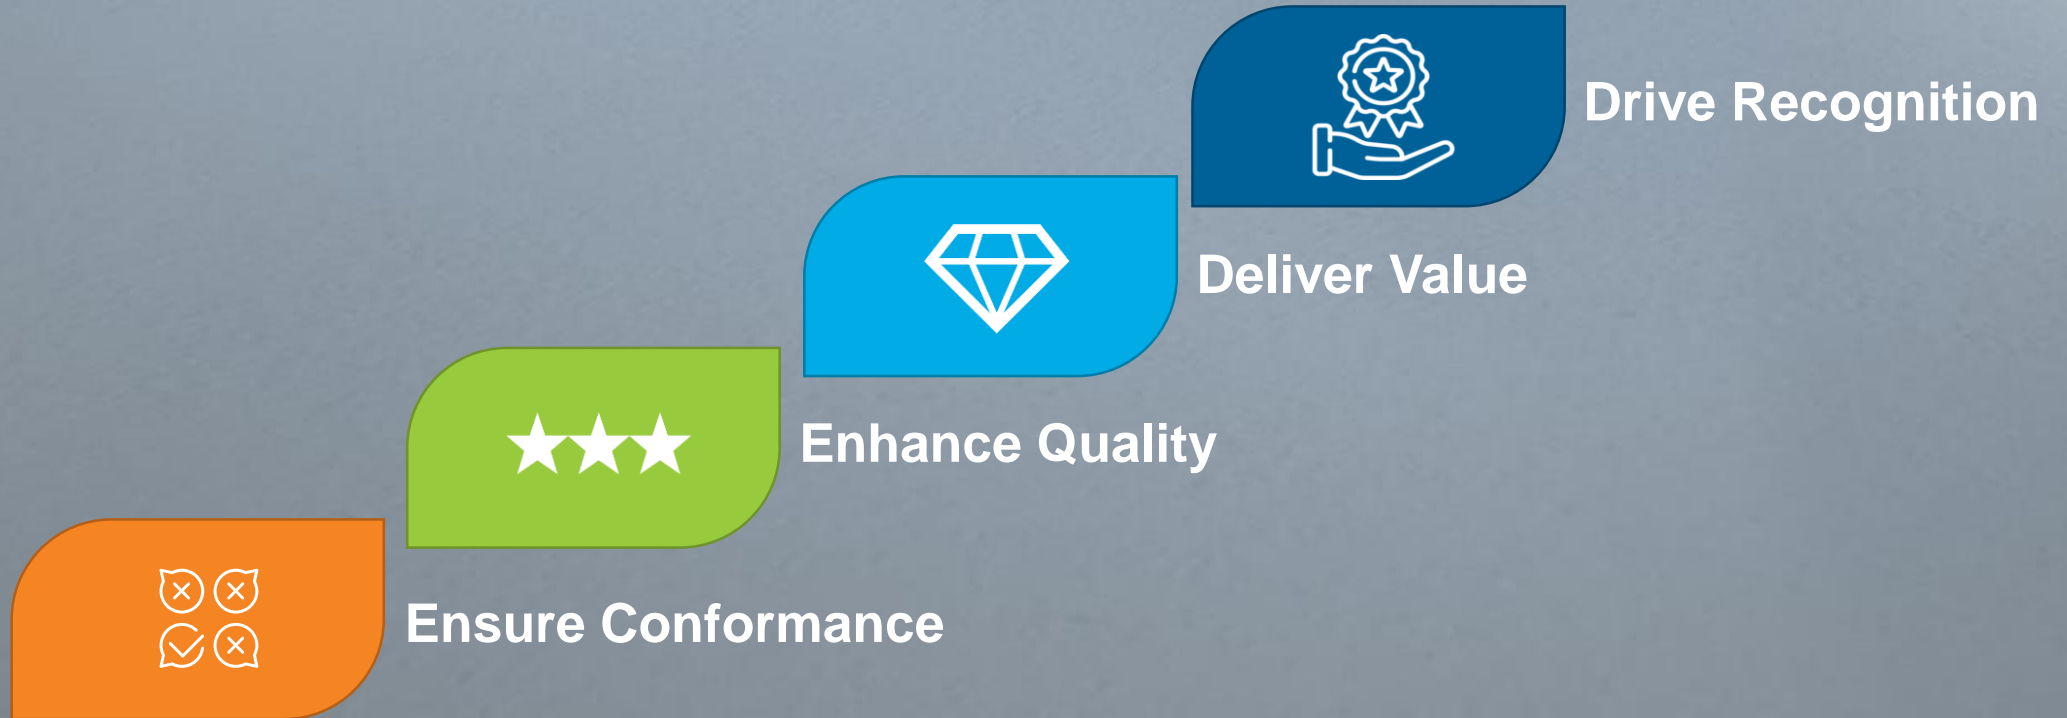 Drive Recognition
Deliver Value
Enhance Quality
Ensure Conformance